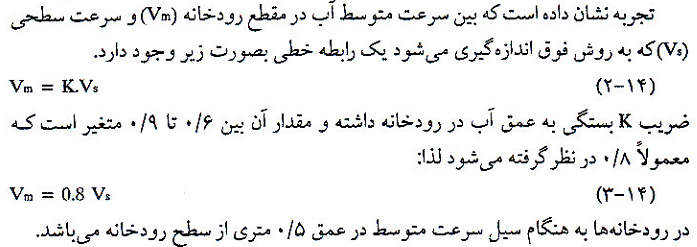 تجربه نشان داده است که بین سرعت متوسط آب در مقطع رودخانه (Vm) و سرعت سطحی
(Vs) که به روش فوق اندازه‌گیری می‌شود یک رابطه خطی بصورت زیر وجود دارد.
Vm = K.Vs (۲-۱۴)
ضریب K بستگی به عمق آب در رودخانه داشته و مقدار آن بین ۰/۶ تا ۰/۹ متغیر است که
معمولاً ۰/۸ در نظر گرفته می‌شود لذا:
Vm = 0.8 Vs (۳-۱۴)
در رودخانه‌ها به هنگام سیل سرعت متوسط در عمق ۰/۵ متری از سطح رودخانه می‌باشد.